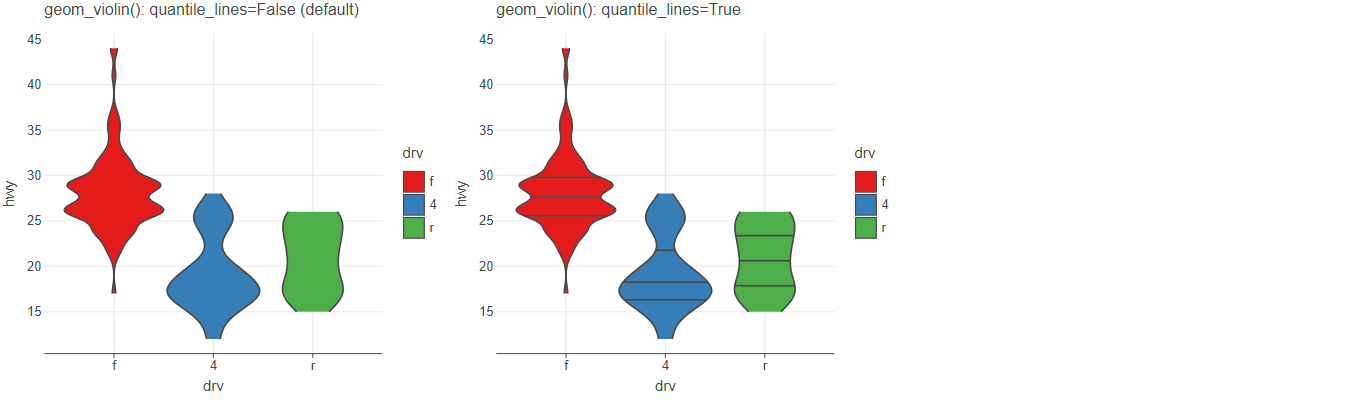 geom_violin(): quantile_lines=False (default)
45
40
35
30
25
20
15
hwy
f
4
r
drv
drv
f
4
r
geom_violin(): quantile_lines=True
45
40
35
30
25
20
15
hwy
f
4
r
drv
drv
f
4
r